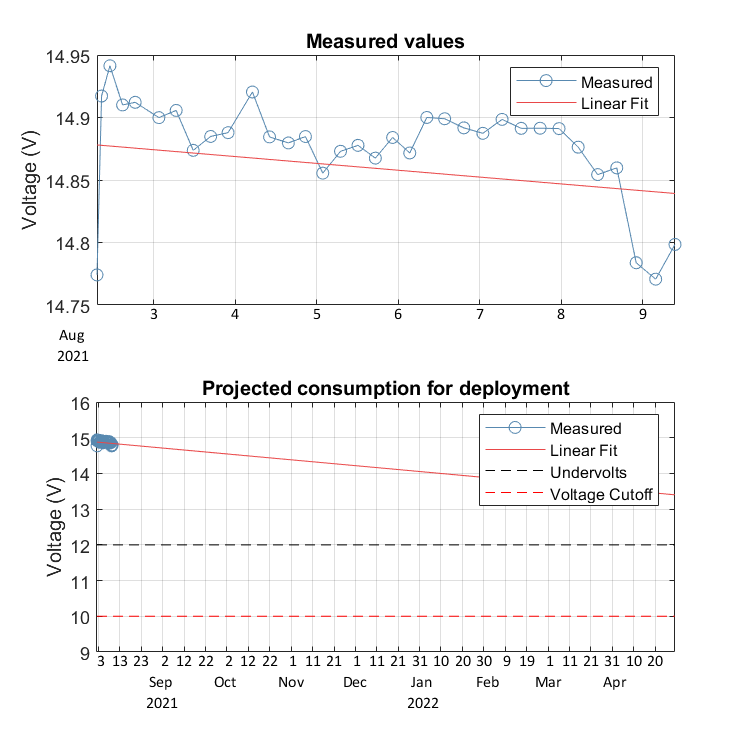 Measured values
14.95
14.9
14.85
14.8
14.75
Voltage (V)
Measured
Linear Fit
3 4 5 6 7 8 9
Aug
2021
Projected consumption for deployment
16
15
14
13
12
11
10
9
Voltage (V)
Measured
Linear Fit
Undervolts
Voltage Cutoff
3 13 23 2 12 22 2 12 22 1 11 21 1 11 21 31 10 20 30 9 19 1 11 21 31 10 20
Sep Oct Nov Dec Jan Feb Mar Apr
2021 2022